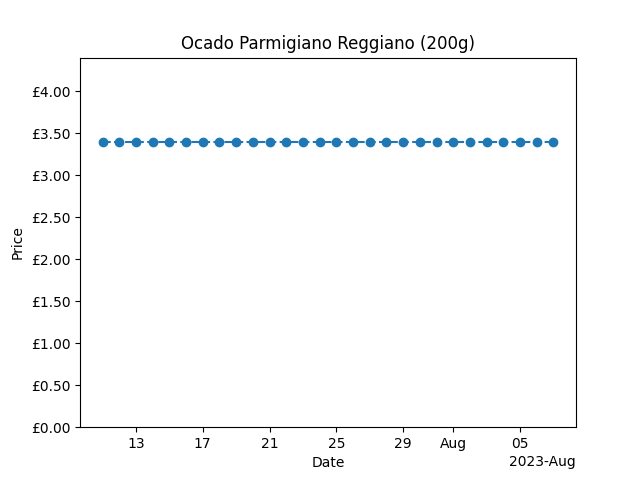 Ocado Parmigiano Reggiano (200g)
£4.00
£3.50
£3.00
£2.50
£2.00
£1.50
£1.00
£0.50
£0.00
Price
13 17 21 25 29 Aug 05
2023-Aug
Date